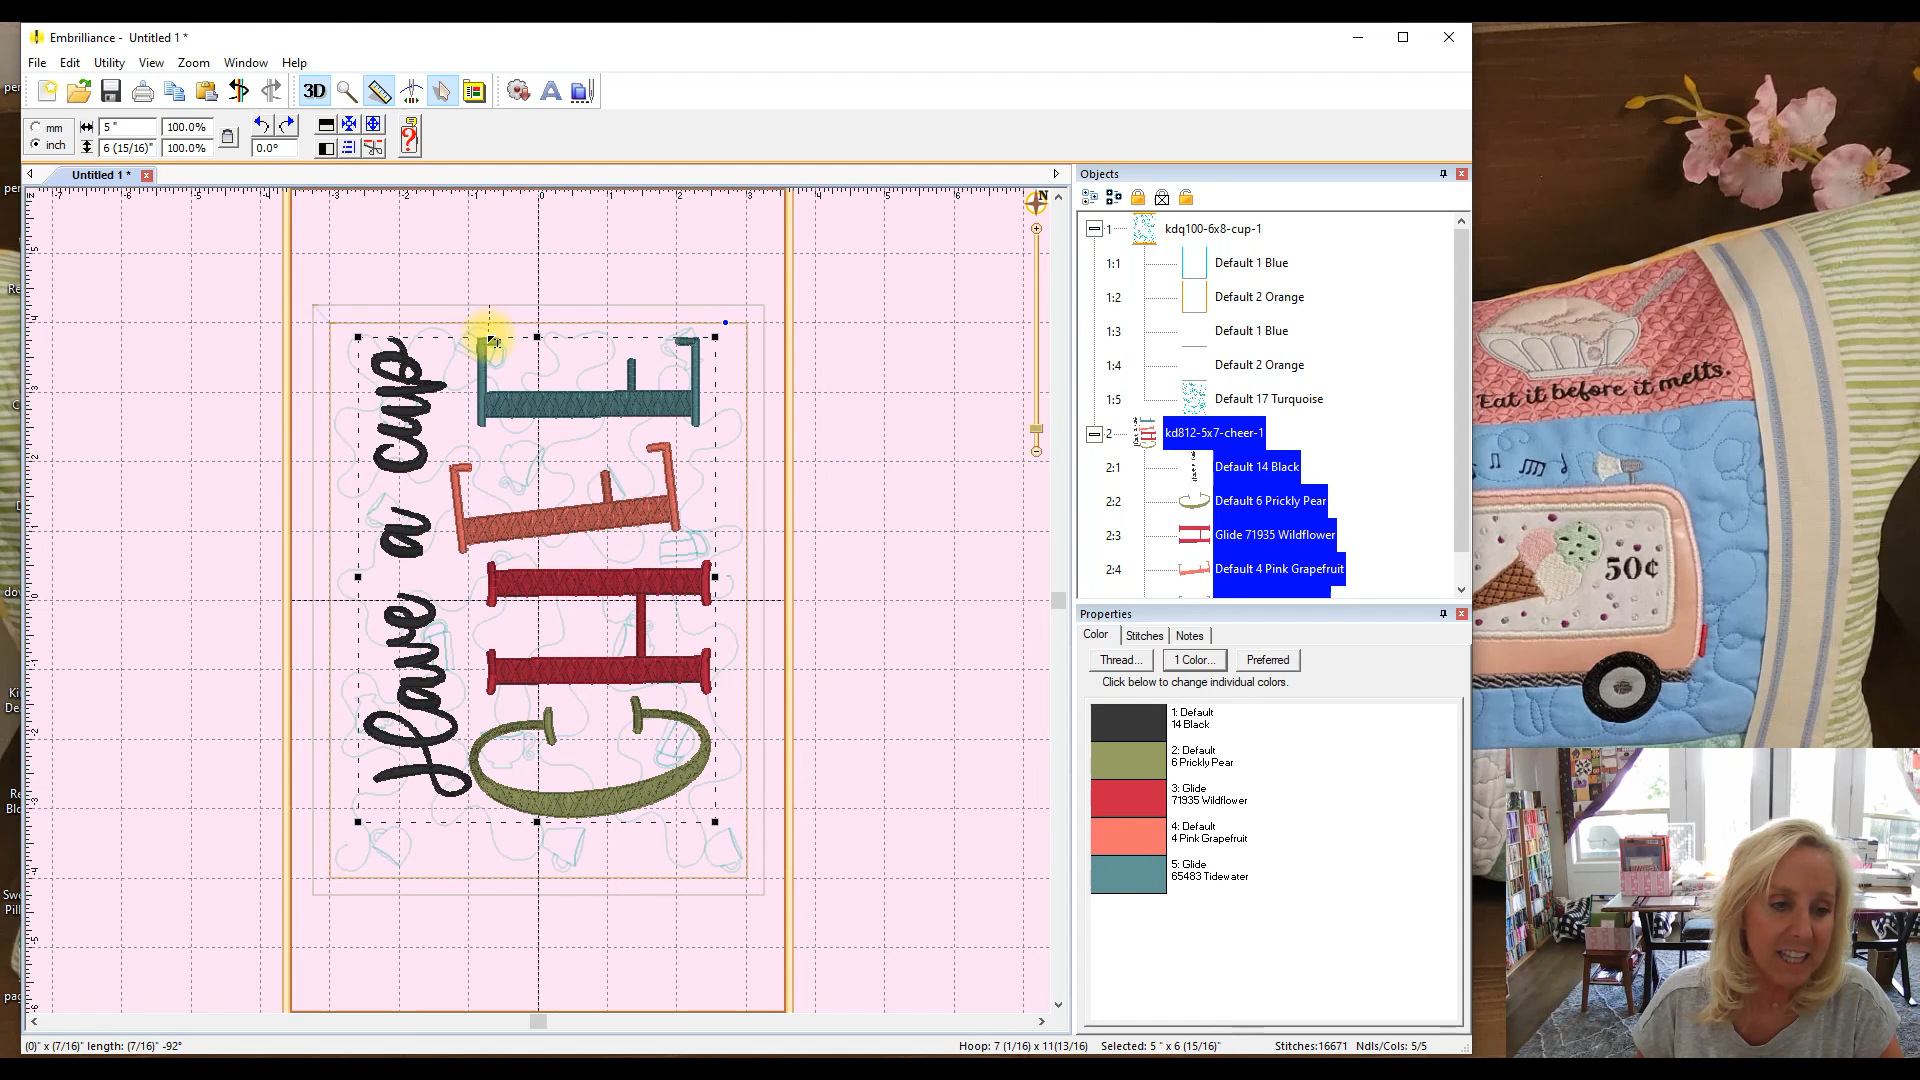 Embrilliance - Untitled 1 *
File Edit Utility View Zoom Window Help
3D
mm 5 " 100.0%
inch 6 (15/16)" 100.0% 0.0°
Untitled 1 *
Objects
1 kdq100-6x8-cup-1
1:1 Default 1 Blue
1:2 Default 2 Orange
1:3 Default 1 Blue
1:4 Default 2 Orange
1:5 Default 17 Turquoise
2 kd812-5x7-cheer-1
2:1 Default 14 Black
2:2 Default 6 Prickly Pear
2:3 Glide 71935 Wildflower
2:4 Default 4 Pink Grapefruit
Properties
Color Stitches Notes
Thread... 1 Color... Preferred
Click below to change individual colors.
1: Default
14 Black
2: Default
6 Prickly Pear
3: Glide
71935 Wildflower
4: Default
4 Pink Grapefruit
5: Glide
65483 Tidewater
Have a cup
N
Eat it before it melts.
50¢
(0)" x (7/16)" length: (7/16)" -92° Hoop: 7 (1/16) x 11(13/16) Selected: 5 " x 6 (15/16)" Stitches:16671 Ndls/Cols: 5/5